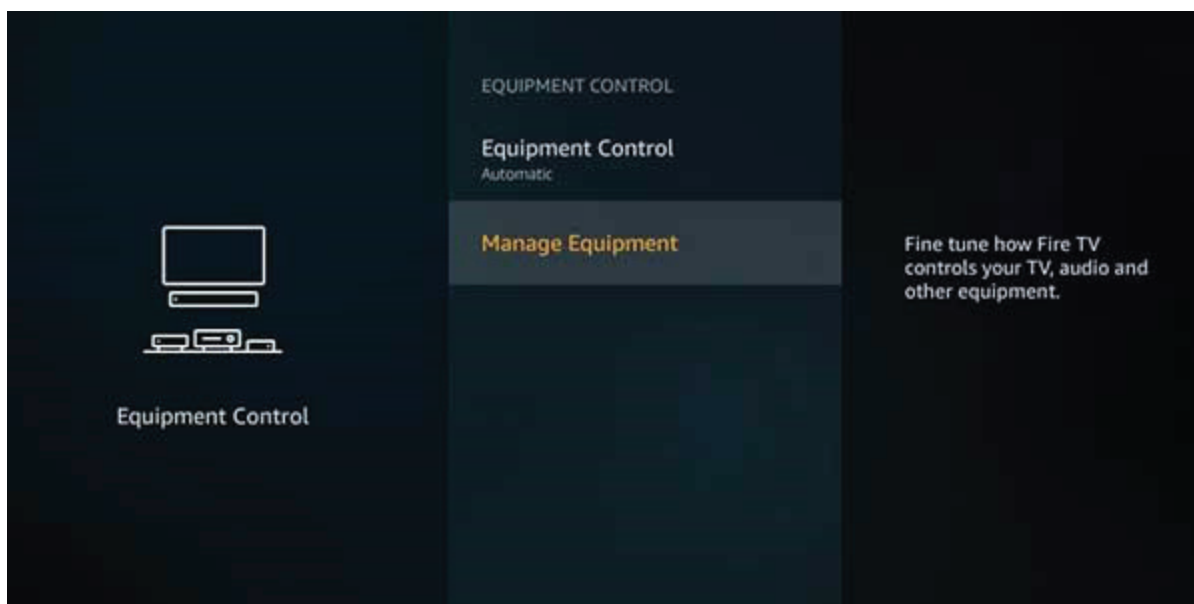 EQUIPMENT CONTROL
Equipment Control
Automatic
Manage Equipment
Equipment Control
Fine tune how Fire TV
controls your TV, audio and
other equipment.